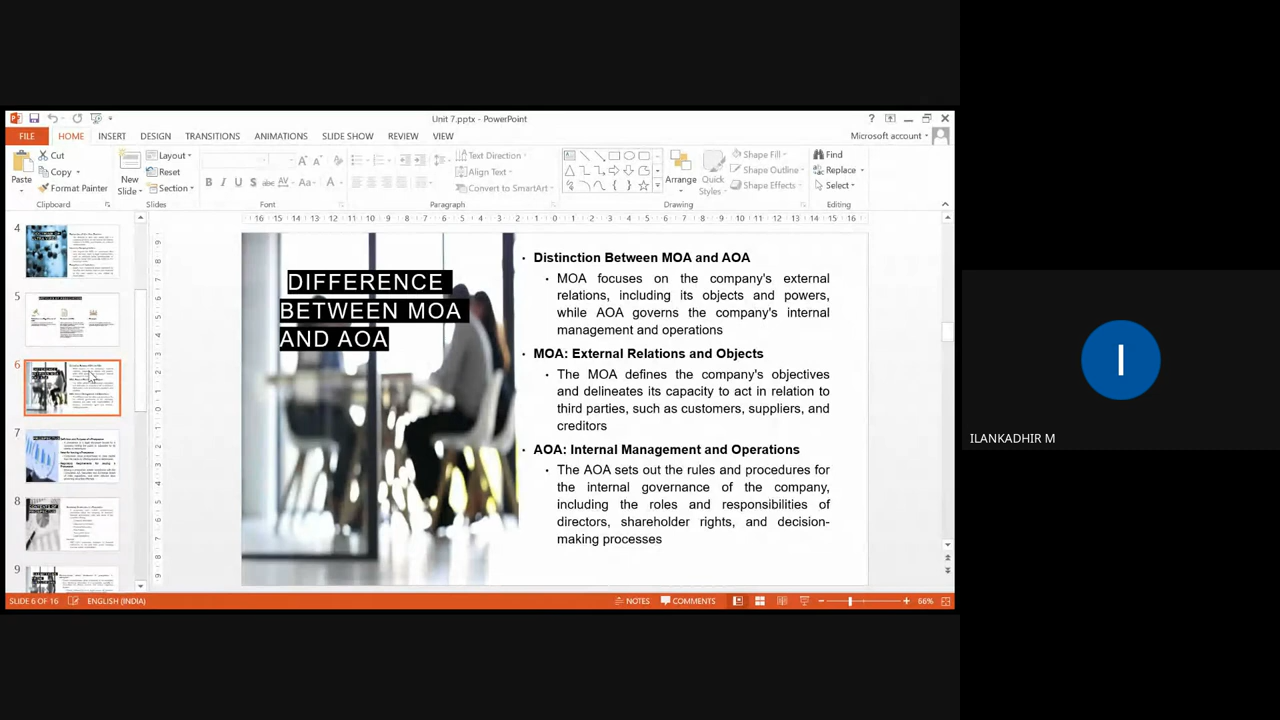 Unit 7.pptx - PowerPoint
FILE
HOME
INSERT
DESIGN
TRANSITIONS
ANIMATIONS
SLIDE SHOW
REVIEW
VIEW
Microsoft account
Paste
Cut
Copy
Format Painter
Clipboard
New
Slide
Layout
Reset
Section
Slides
Font
Text Direction
Align Text
Convert to SmartArt
Paragraph
Arrange
Quick
Styles
Shape Fill
Shape Outline
Shape Effects
Drawing
Find
Replace
Select
Editing
DIFFERENCE
BETWEEN MOA
AND AOA
• Distinction Between MOA and AOA
• MOA focuses on the company's external
relations, including its objects and powers,
while AOA governs the company's internal
management and operations
• MOA: External Relations and Objects
• The MOA defines the company's objectives
and delineates its capacity to act in relation to
third parties, such as customers, suppliers, and
creditors
• AOA: Internal Management and Operations
• The AOA sets out the rules and procedures for
the internal governance of the company,
including the roles and responsibilities of
directors, shareholder rights, and decision-
making processes
4
5
6
7
8
9
SLIDE 6 OF 16
ENGLISH (INDIA)
NOTES
COMMENTS
66%
I
ILANKADHIR M